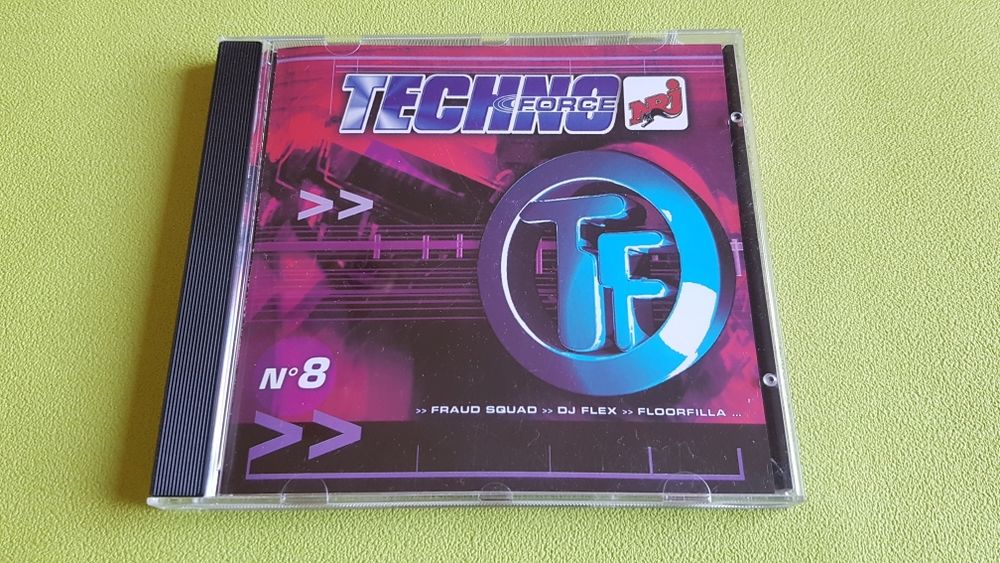 TECHNO
FORCE
NRJ
>> >>
TF
N°8
>> FRAUD SQUAD >> DJ FLEX >> FLOORFILLA ...
>> >>